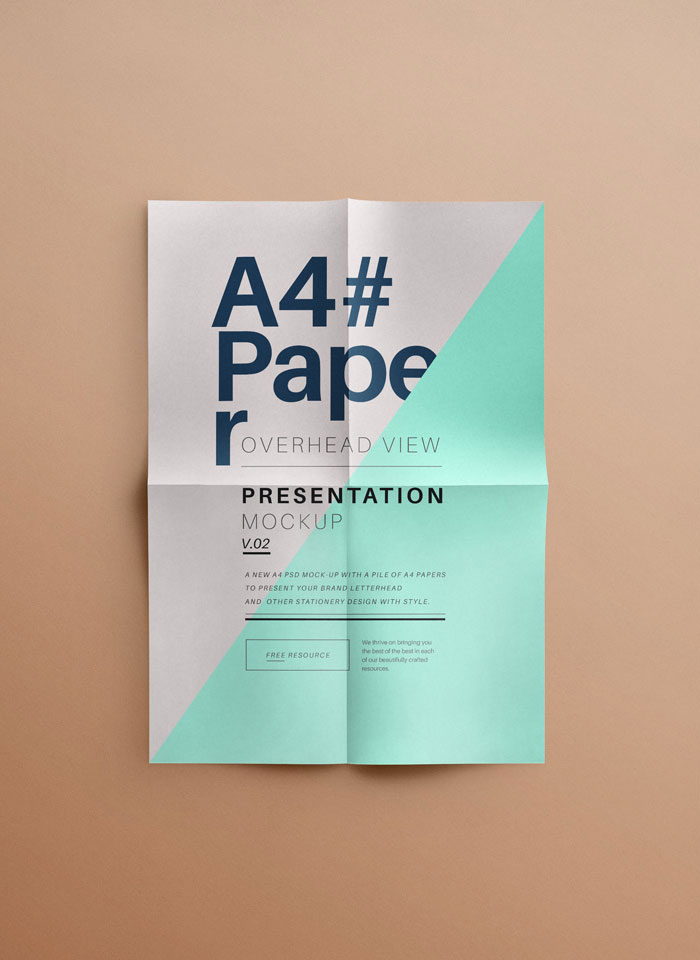 A4#
Pape
r
OVERHEAD VIEW
PRESENTATION
MOCKUP
V.02
A NEW A4 PSD MOCK-UP WITH A PILE OF A4 PAPERS
TO PRESENT YOUR BRAND LETTERHEAD
AND OTHER STATIONERY DESIGN WITH STYLE.
FREE RESOURCE
We thrive on bringing you
the best of the best in each
of our beautifully crafted
resources.